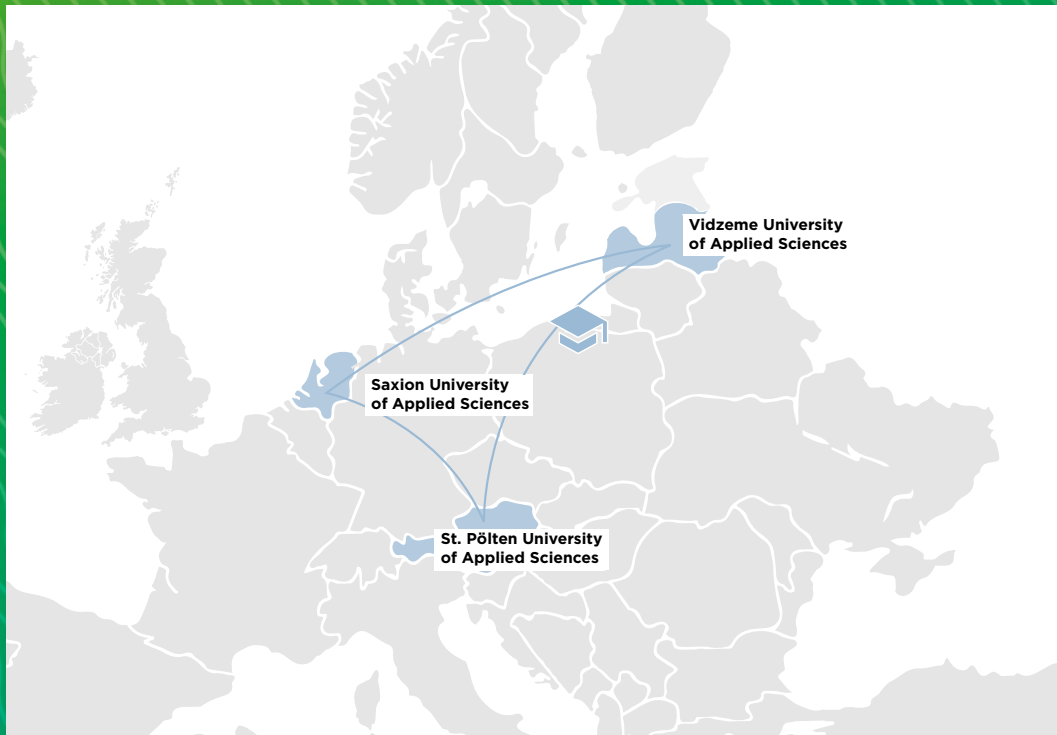 Vidzeme University
of Applied Sciences
Saxion University
of Applied Sciences
St. Pölten University
of Applied Sciences